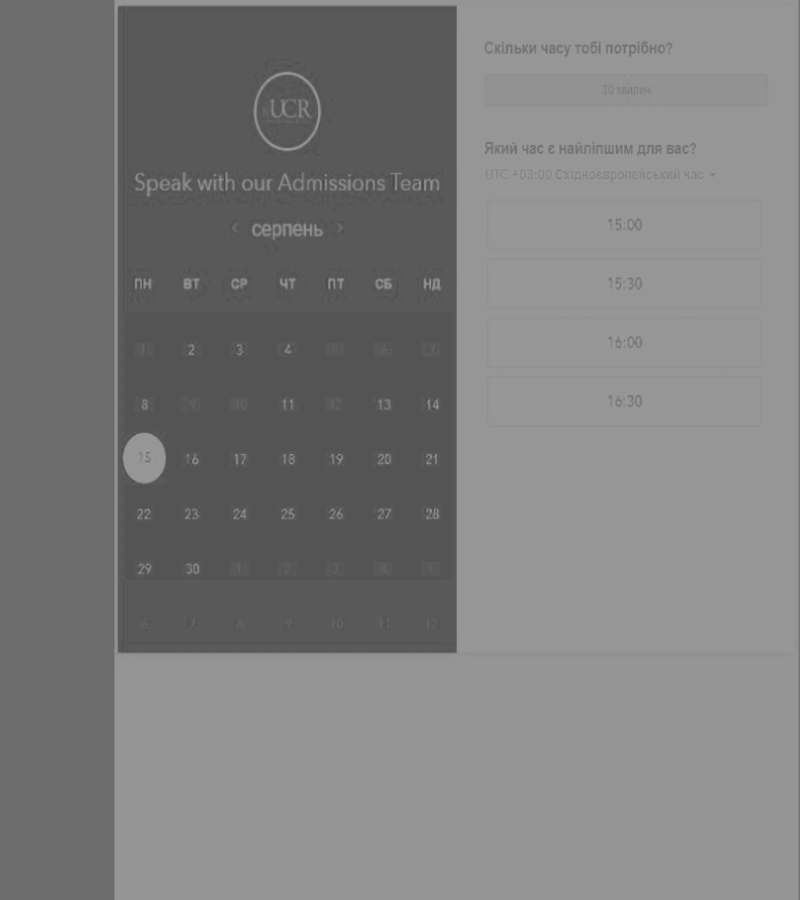 UCR
Speak with our Admissions Team
‹ серпень ›
ПН ВТ СР ЧТ ПТ СБ НД
1 2 3 4 5 6 7
8 9 10 11 12 13 14
15 16 17 18 19 20 21
22 23 24 25 26 27 28
29 30 1 2 3 4 5
6 7 8 9 10 11 12
Скільки часу тобі потрібно?
30 хвилин
Який час є найліпшим для вас?
UTC +03:00 Східноєвропейський час
15:00
15:30
16:00
16:30